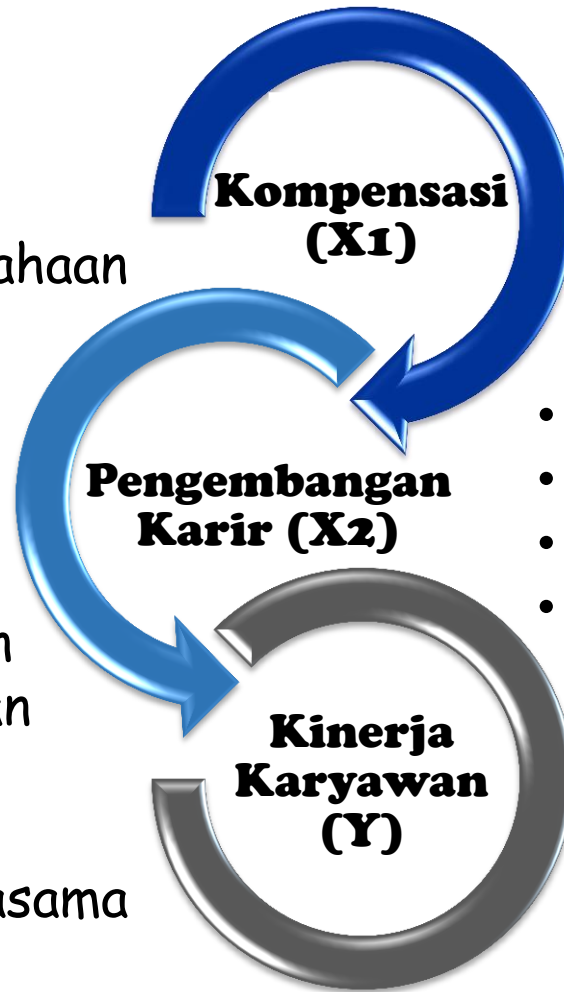 Kompensasi
(X1)
ahaan
Pengembangan
Karir (X2)
•
•
•
•
n
an
Kinerja
Karyawan
(Y)
asama